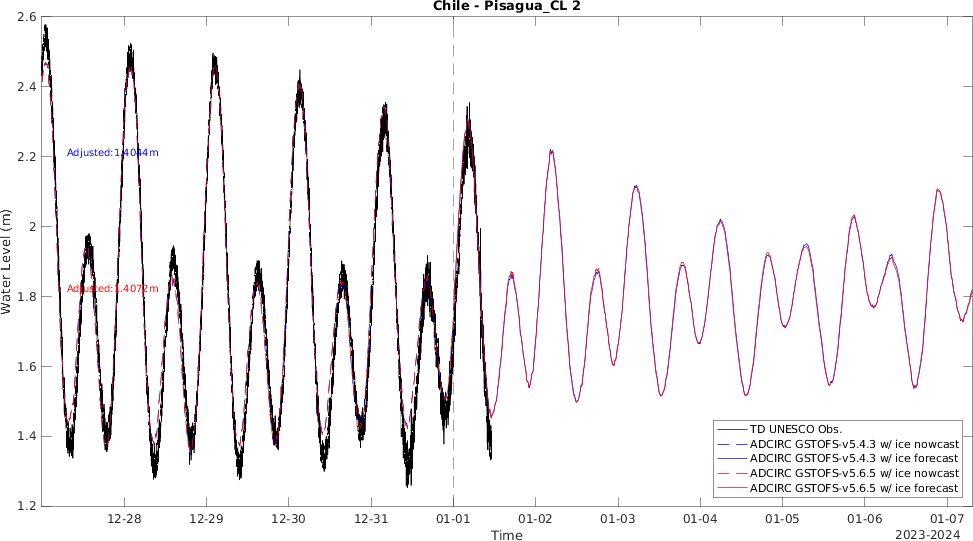 Chile - Pisagua_CL 2
2.6
2.4
2.2
2
1.8
1.6
1.4
1.2
Water Level (m)
Adjusted:1.4044m
Adjusted:1.4072m
TD UNESCO Obs.
ADCIRC GSTOFS-v5.4.3 w/ ice nowcast
ADCIRC GSTOFS-v5.4.3 w/ ice forecast
ADCIRC GSTOFS-v5.6.5 w/ ice nowcast
ADCIRC GSTOFS-v5.6.5 w/ ice forecast
12-28 12-29 12-30 12-31 01-01 01-02 01-03 01-04 01-05 01-06 01-07
Time
2023-2024